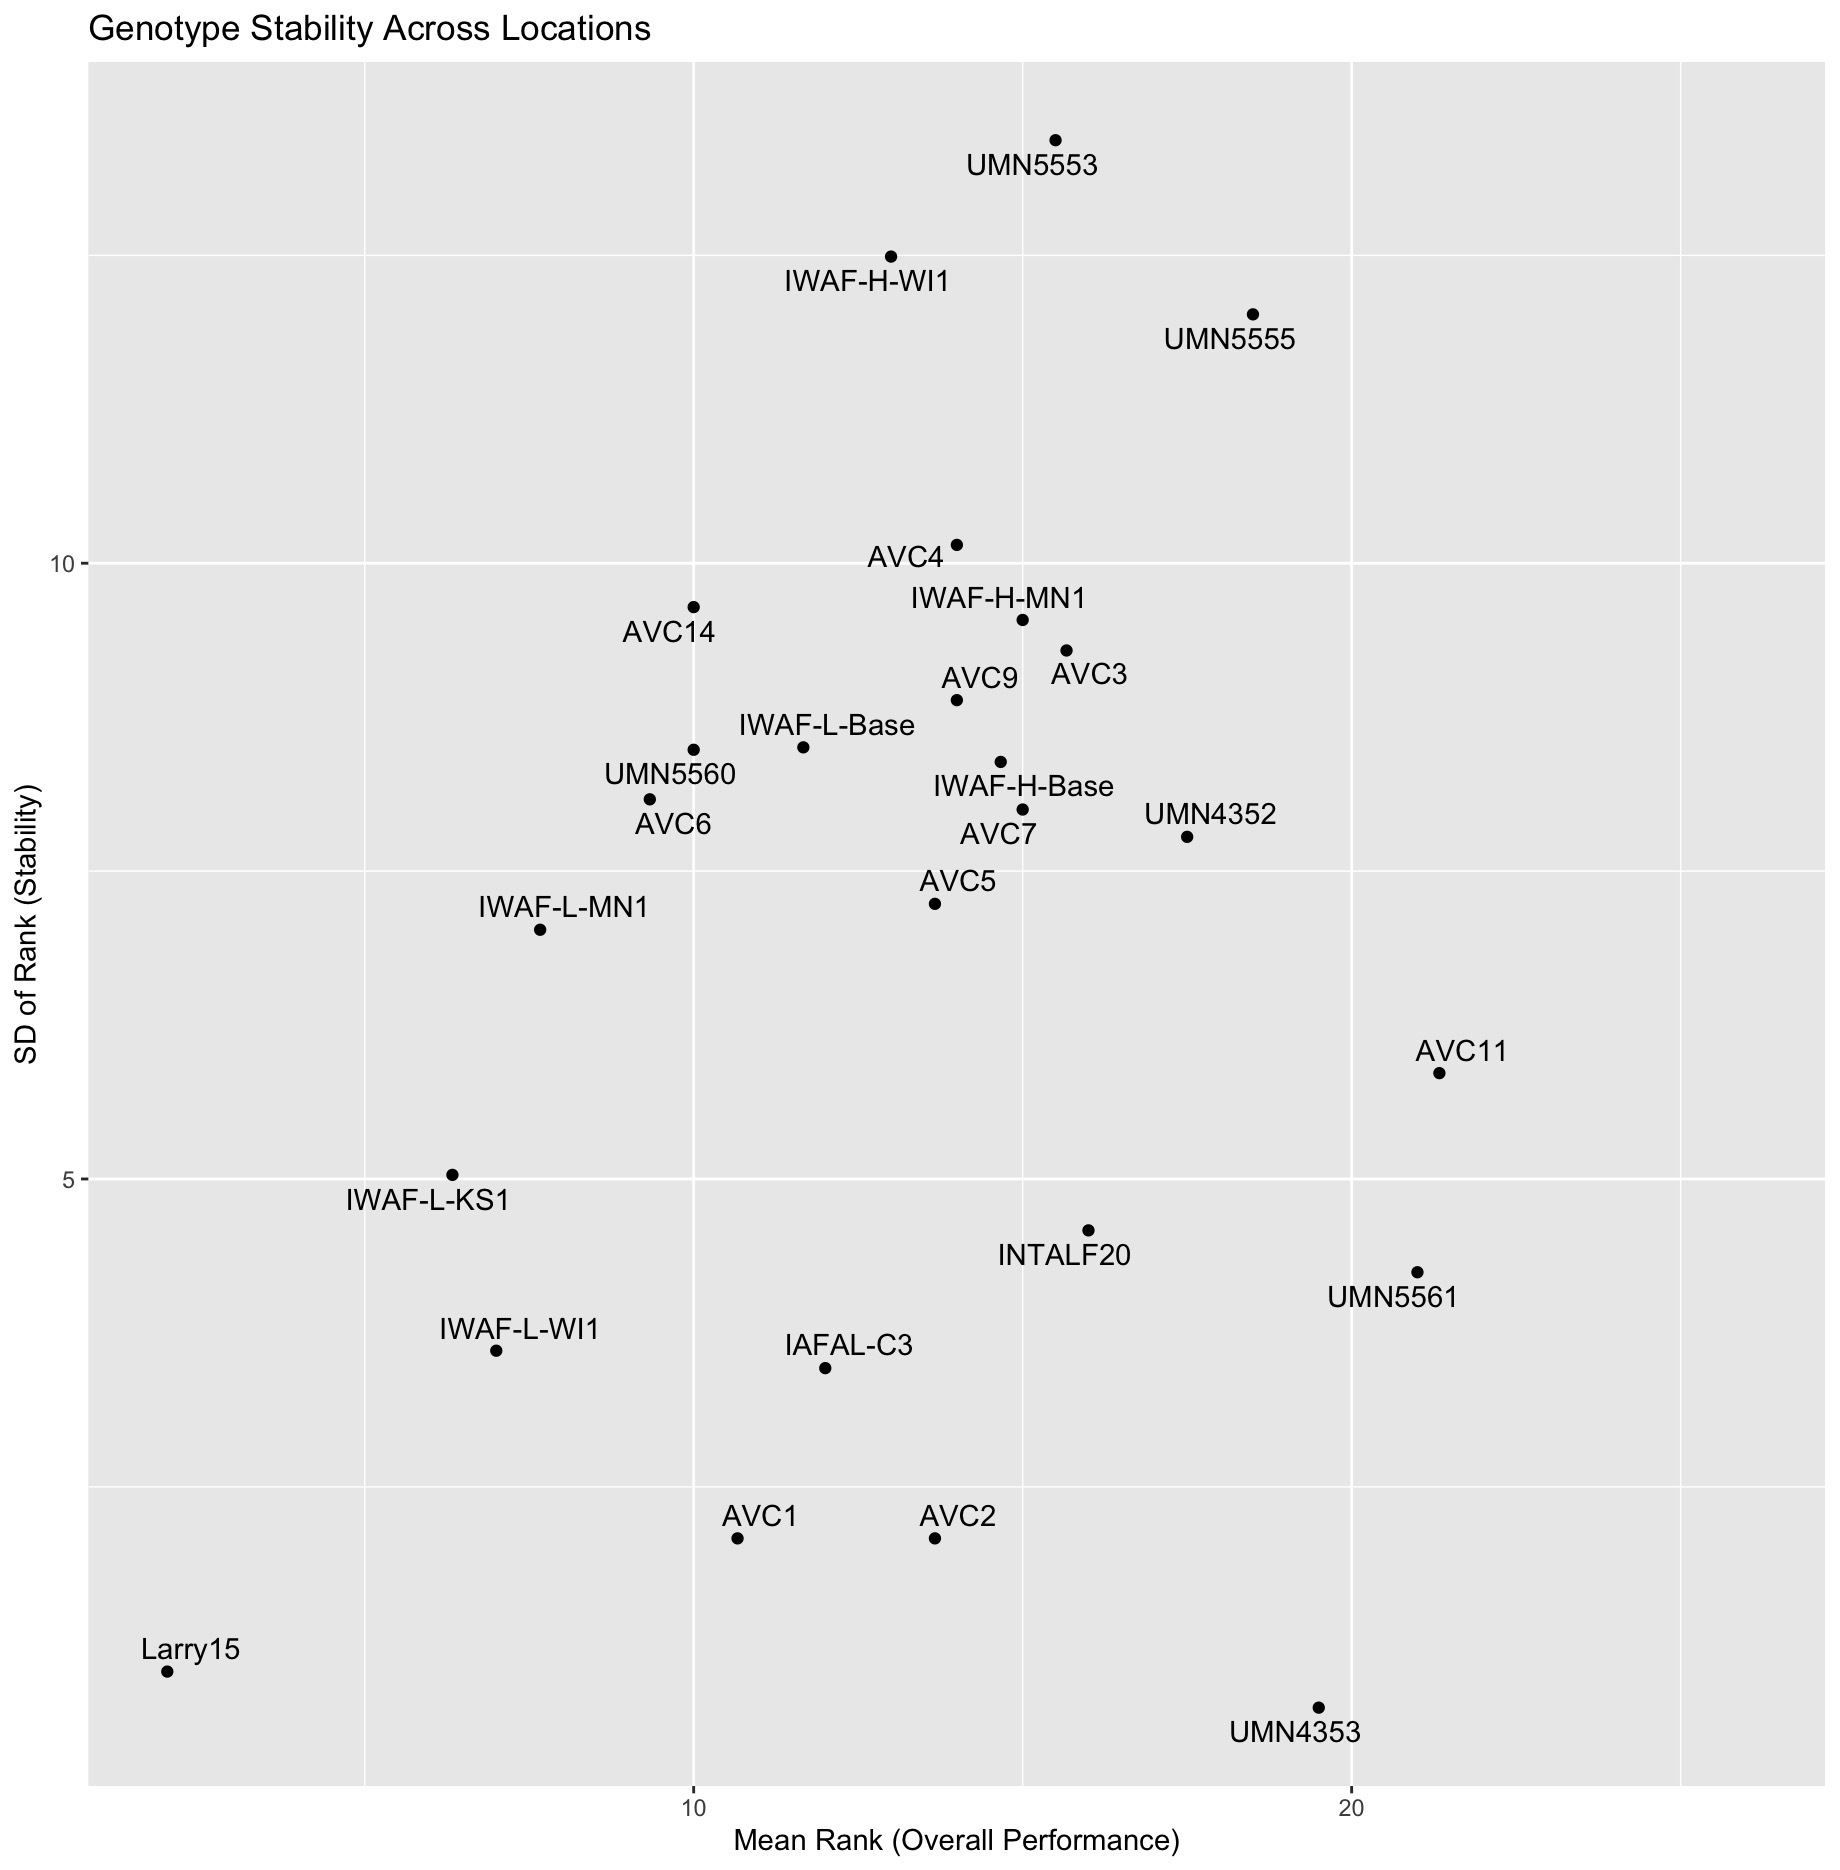 Genotype Stability Across Locations
UMN5553
IWAF-H-WI1
UMN5555
10
AVC4
IWAF-H-MN1
AVC14
AVC3
AVC9
IWAF-L-Base
UMN5560
IWAF-H-Base
UMN4352
AVC6
AVC7
AVC5
IWAF-L-MN1
SD of Rank (Stability)
AVC11
5
IWAF-L-KS1
INTALF20
UMN5561
IWAF-L-WI1
IAFAL-C3
AVC1
AVC2
Larry15
UMN4353
10
20
Mean Rank (Overall Performance)